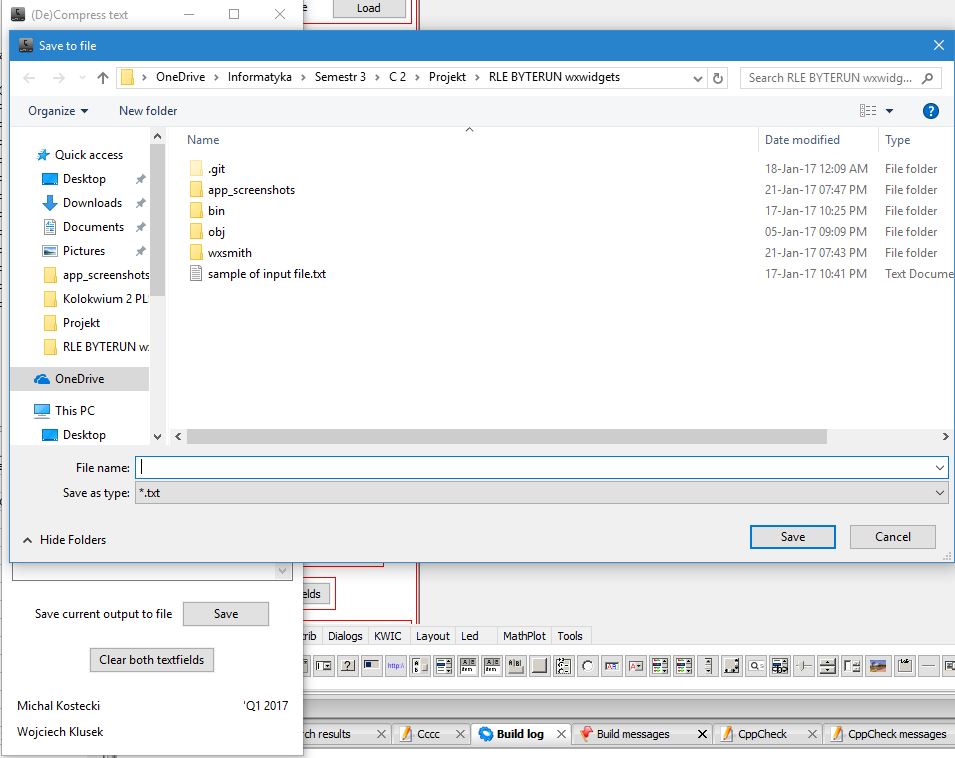 (De)Compress text
Load
Save to file
OneDrive > Informatyka > Semestr 3 > C 2 > Projekt > RLE BYTERUN wxwidgets
Search RLE BYTERUN wxwidg...
Organize
New folder
?
Name
Date modified
Type
Quick access
Desktop
Downloads
Documents
Pictures
app_screenshots
Kolokwium 2 PL
Projekt
RLE BYTERUN w
OneDrive
This PC
Desktop
.git 18-Jan-17 12:09 AM File folder
app_screenshots 21-Jan-17 07:47 PM File folder
bin 17-Jan-17 10:25 PM File folder
obj 05-Jan-17 09:09 PM File folder
wxsmith 21-Jan-17 07:43 PM File folder
sample of input file.txt 17-Jan-17 10:41 PM Text Docume
File name:
Save as type: *.txt
Hide Folders
Save
Cancel
elds
Save current output to file
Save
Clear both textfields
Michal Kostecki 'Q1 2017
Wojciech Klusek
trib Dialogs KWIC Layout Led MathPlot Tools
http://
rch results
Cccc
Build log
Build messages
CppCheck
CppCheck messages